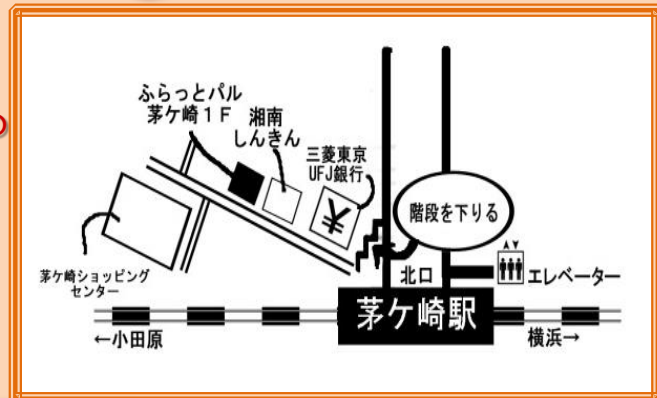 ふらっとパル
茅ケ崎１Ｆ
湘南
しんきん
三菱東京
UFJ銀行
¥
階段を下りる
茅ケ崎ショッピング
センター
北口
エレベーター
茅ケ崎駅
←小田原
横浜→
の